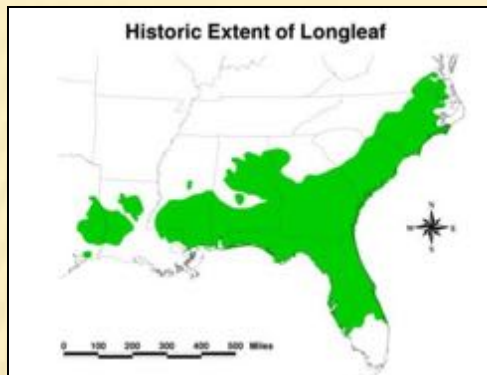 Historic Extent of Longleaf
N
W E
S
0 100 200 300 400 500 Miles